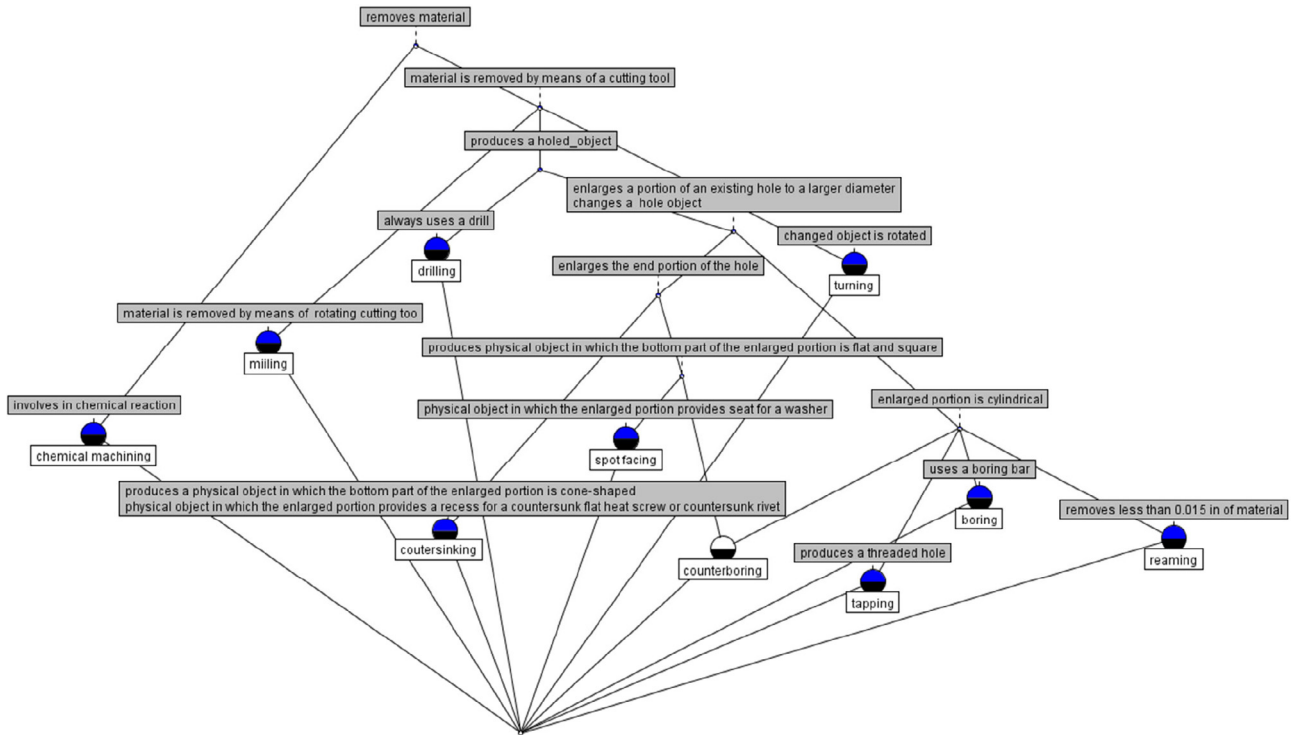 removes material
material is removed by means of a cutting tool
produces a holed_object
enlarges a portion of an existing hole to a larger diameter
changes a hole object
always uses a drill
changed object is rotated
drilling
enlarges the end portion of the hole
turning
material is removed by means of rotating cutting too
produces physical object in which the bottom part of the enlarged portion is flat and square
miilling
involves in chemical reaction
physical object in which the enlarged portion provides seat for a washer
enlarged portion is cylindrical
chemical machining
spot facing
uses a boring bar
produces a physical object in which the bottom part of the enlarged portion is cone-shaped
physical object in which the enlarged portion provides a recess for a countersunk flat heat screw or countersunk rivet
boring
removes less than 0.015 in of material
coutersinking
counterboring
produces a threaded hole
reaming
tapping